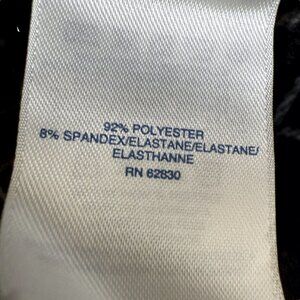 92% POLYESTER
8% SPANDEX/ELASTANE/ELASTANE/
ELASTHANNE
RN 62830